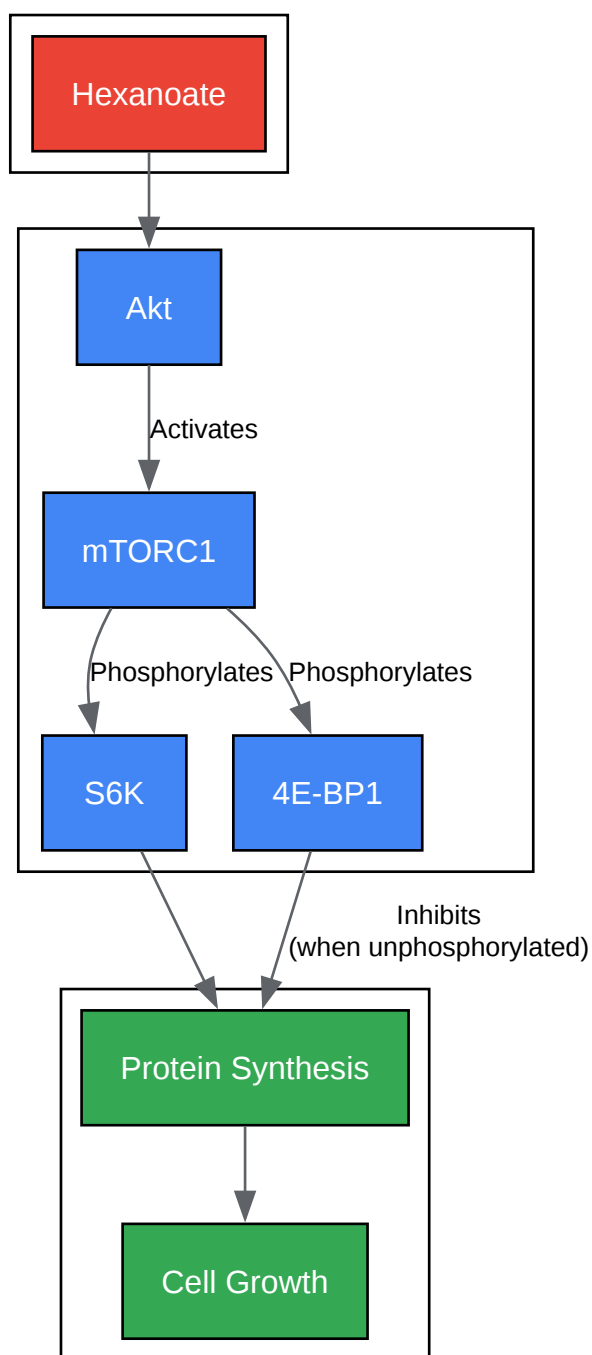 Hexanoate
Akt
Activates
mTORC1
Phosphorylates
Phosphorylates
S6K
4E-BP1
Inhibits
(when unphosphorylated)
Protein Synthesis
Cell Growth